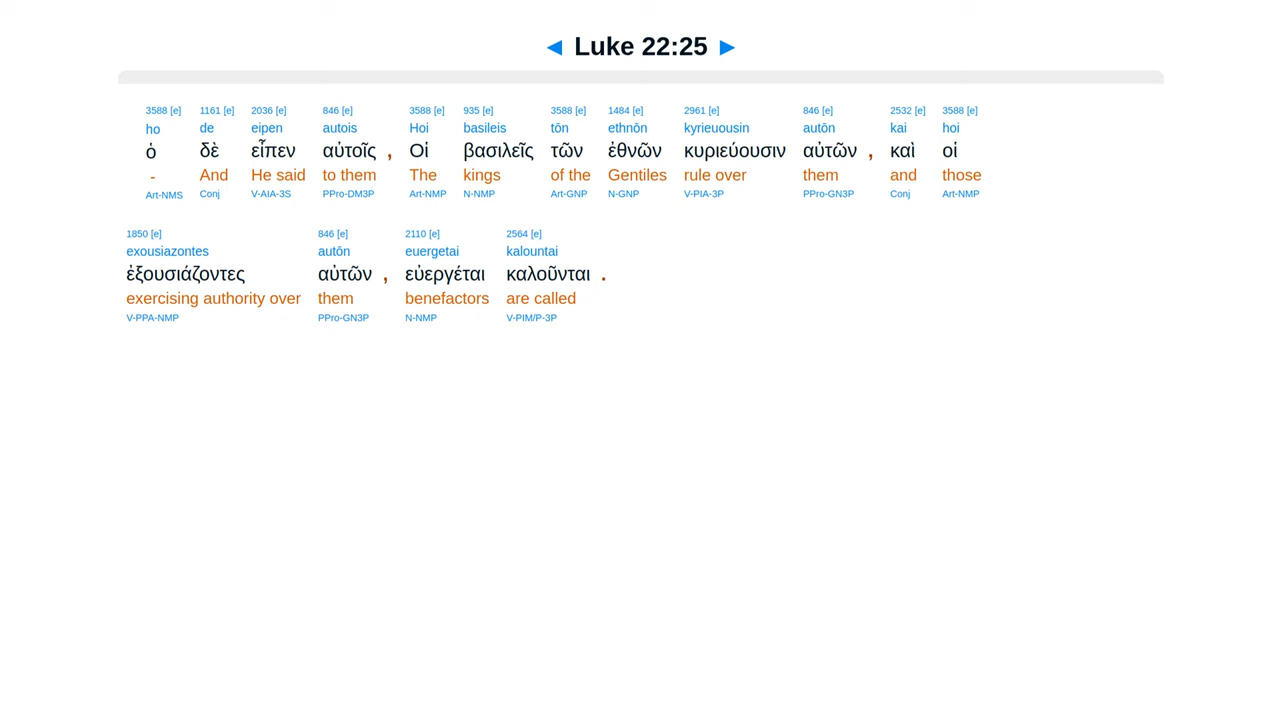 ◄ Luke 22:25 ►
3588 [e] 1161 [e] 2036 [e] 846 [e] 3588 [e] 935 [e] 3588 [e] 1484 [e] 2961 [e] 846 [e] 2532 [e] 3588 [e]
ho de eipen autois Hoi basileis tōn ethnōn kyrieuousin autōn kai hoi
ὁ δὲ εἶπεν αὐτοῖς , Οἱ βασιλεῖς τῶν ἐθνῶν κυριεύουσιν αὐτῶν , καὶ οἱ
- And He said to them The kings of the Gentiles rule over them and those
Art-NMS Conj V-AIA-3S PPro-DM3P Art-NMP N-NMP Art-GNP N-GNP V-PIA-3P PPro-GN3P Conj Art-NMP
1850 [e] 846 [e] 2110 [e] 2564 [e]
exousiazontes autōn euergetai kalountai
ἐξουσιάζοντες αὐτῶν , εὐεργέται καλοῦνται .
exercising authority over them benefactors are called
V-PPA-NMP PPro-GN3P N-NMP V-PIM/P-3P